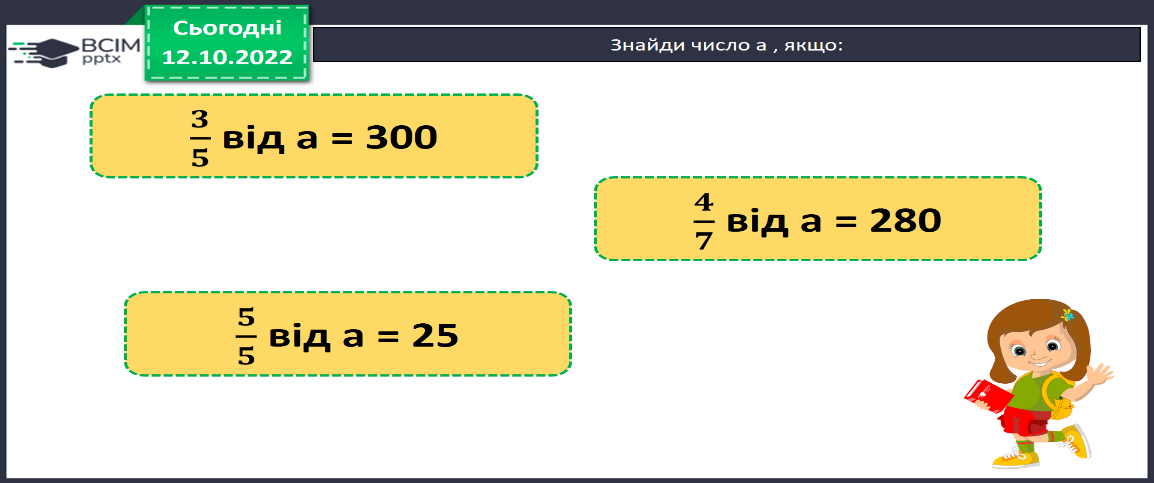 Сьогодні
12.10.2022
BCIM
pptx
Знайди число a , якщо:
3/5 від a = 300
4/7 від a = 280
5/5 від a = 25